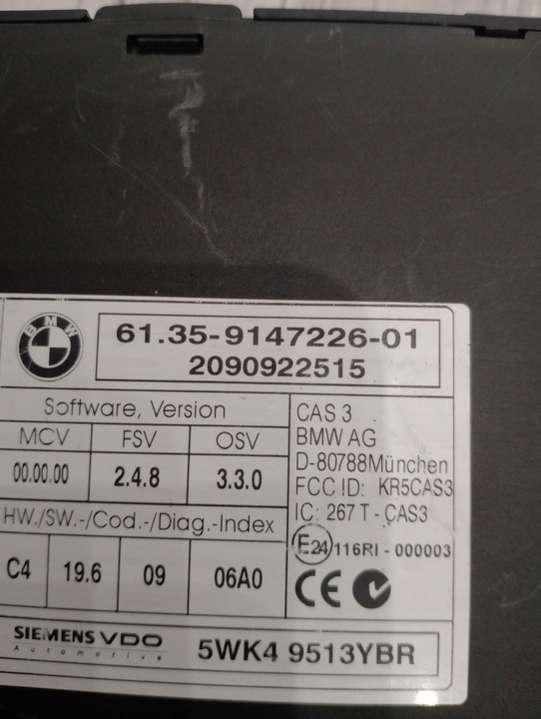 BMW
61.35-9147226-01
2090922515
Software, Version
MCV FSV OSV
00.00.00 2.4.8 3.3.0
HW./SW.-/Cod.-/Diag.-Index
C4 19.6 09 06A0
CAS 3
BMW AG
D-80788München
FCC ID: KR5CAS3
IC: 267 T - CAS3
E24 116RI - 000003
CE
SIEMENS VDO
Automotive
5WK4 9513YBR